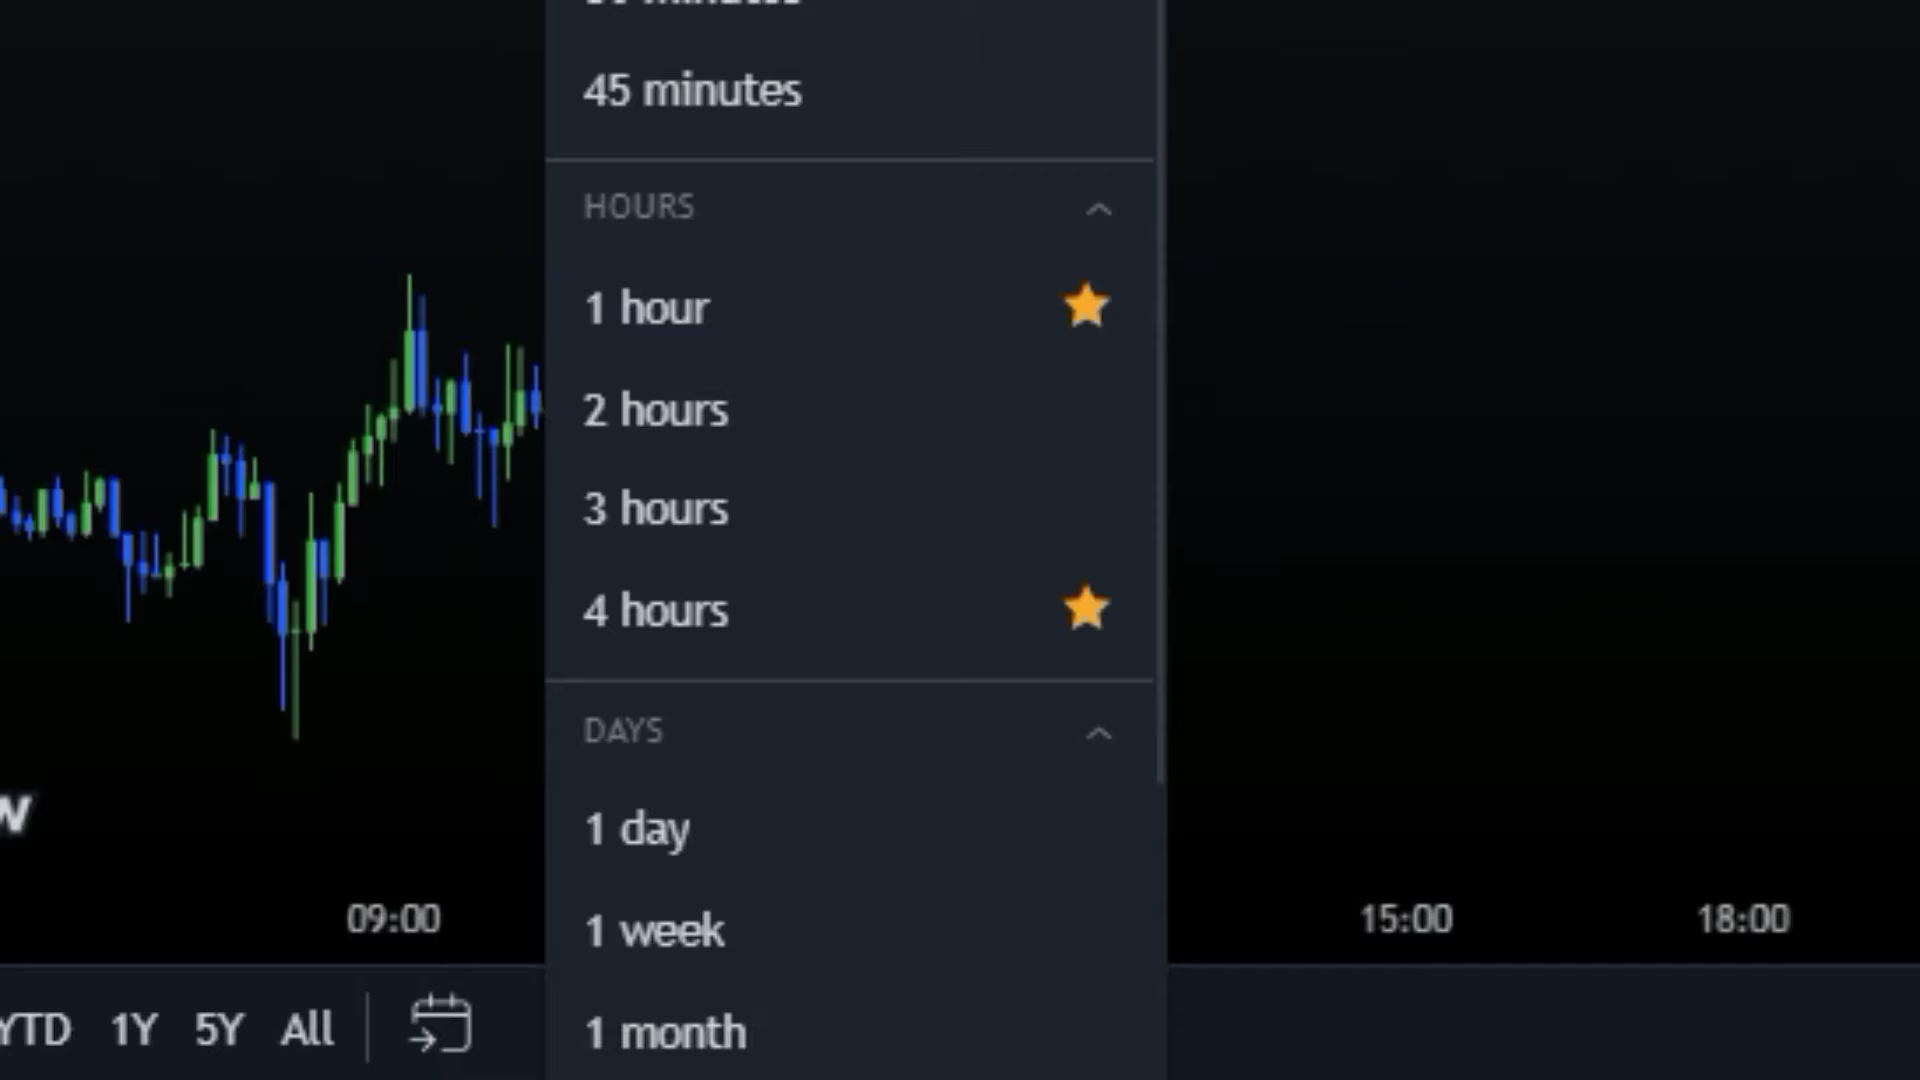 45 minutes
HOURS
1 hour
2 hours
3 hours
4 hours
DAYS
1 day
1 week
1 month
09:00
15:00
18:00
YTD 1Y 5Y All